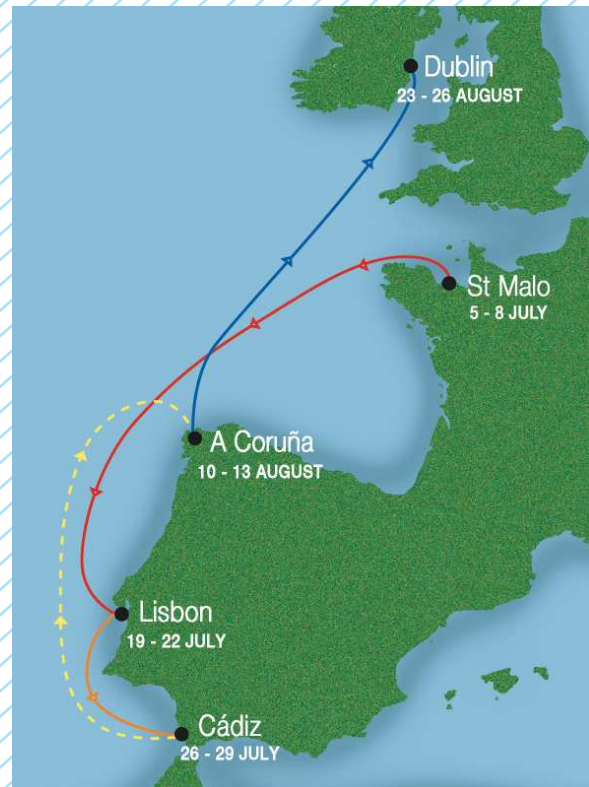 Dublin
23 - 26 AUGUST
St Malo
5 - 8 JULY
A Coruña
10 - 13 AUGUST
Lisbon
19 - 22 JULY
Cádiz
26 - 29 JULY